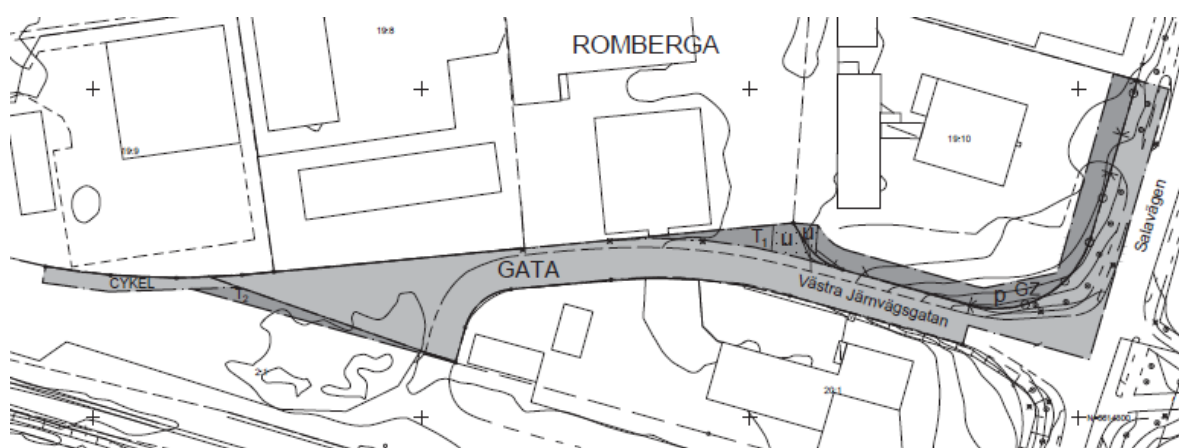 19:8
ROMBERGA
19:9
19:10
Salavägen
T1
u
u
GATA
CYKEL
T2
Västra Järnvägsgatan
p
GZ
20:1